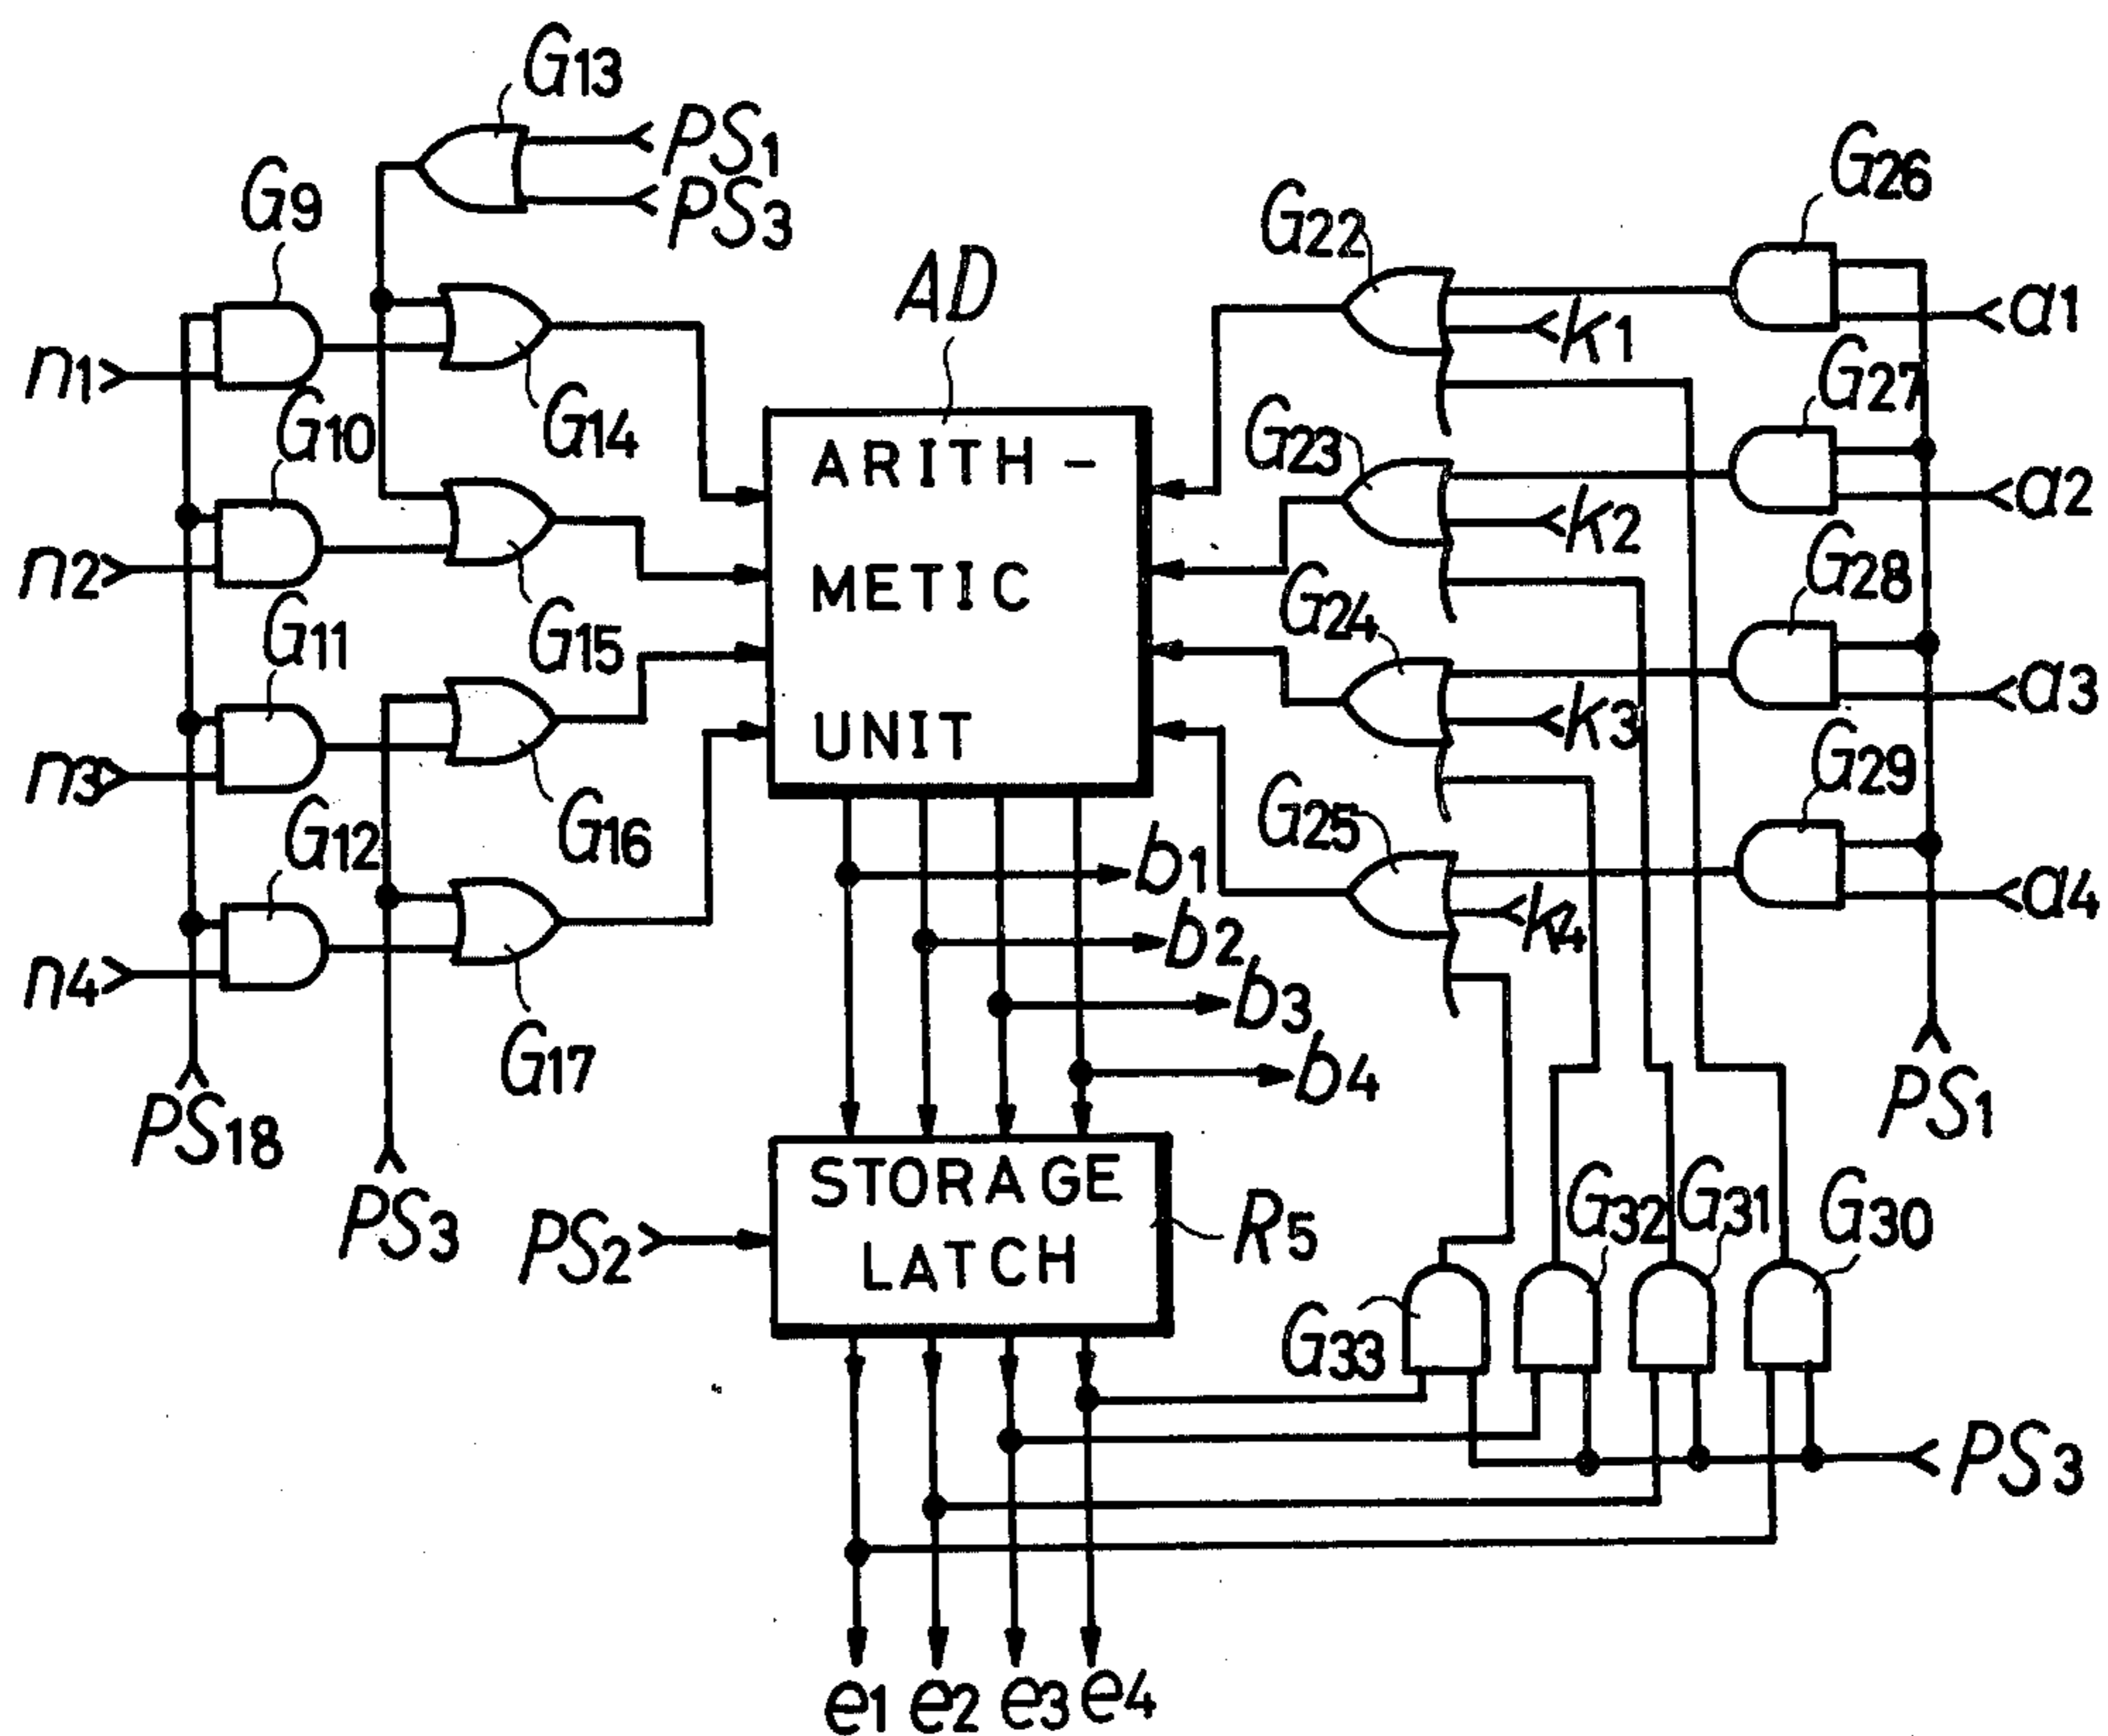 G13
PS1
PS3
G9
G26
G22
AD
a1
k1
n1
G27
G14
G10
G23
ARITH-
a2
k2
G28
n2
METIC
G24
G15
G11
a3
k3
UNIT
G29
n3
G25
G16
G12
b1
a4
k4
b2
n4
b3
G17
b4
PS18
PS1
STORAGE
PS3
PS2
R5
G32
G31
G30
LATCH
G33
PS3
e1
e2
e3
e4